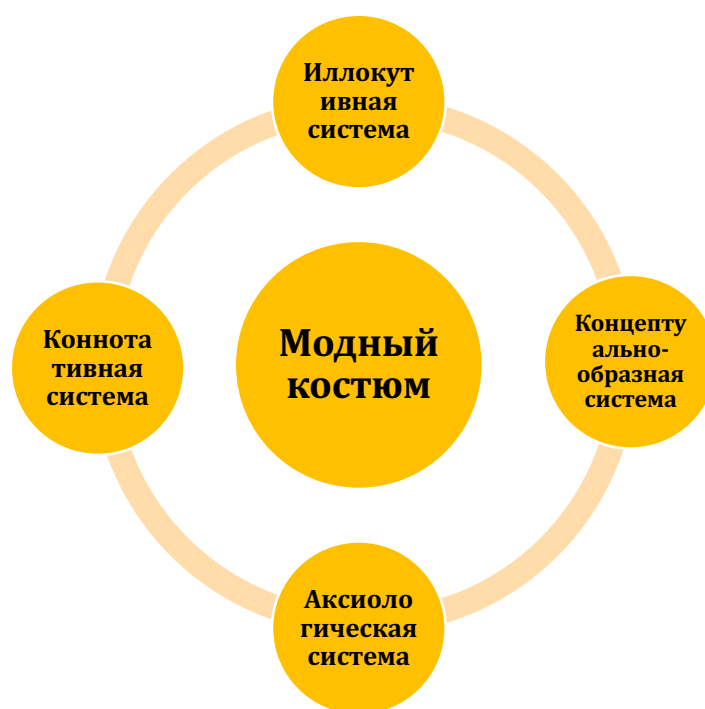 Иллокут
ивная
система
Коннота
тивная
система
Модный
костюм
Концепту
ально-
образная
система
Аксиоло
гическая
система